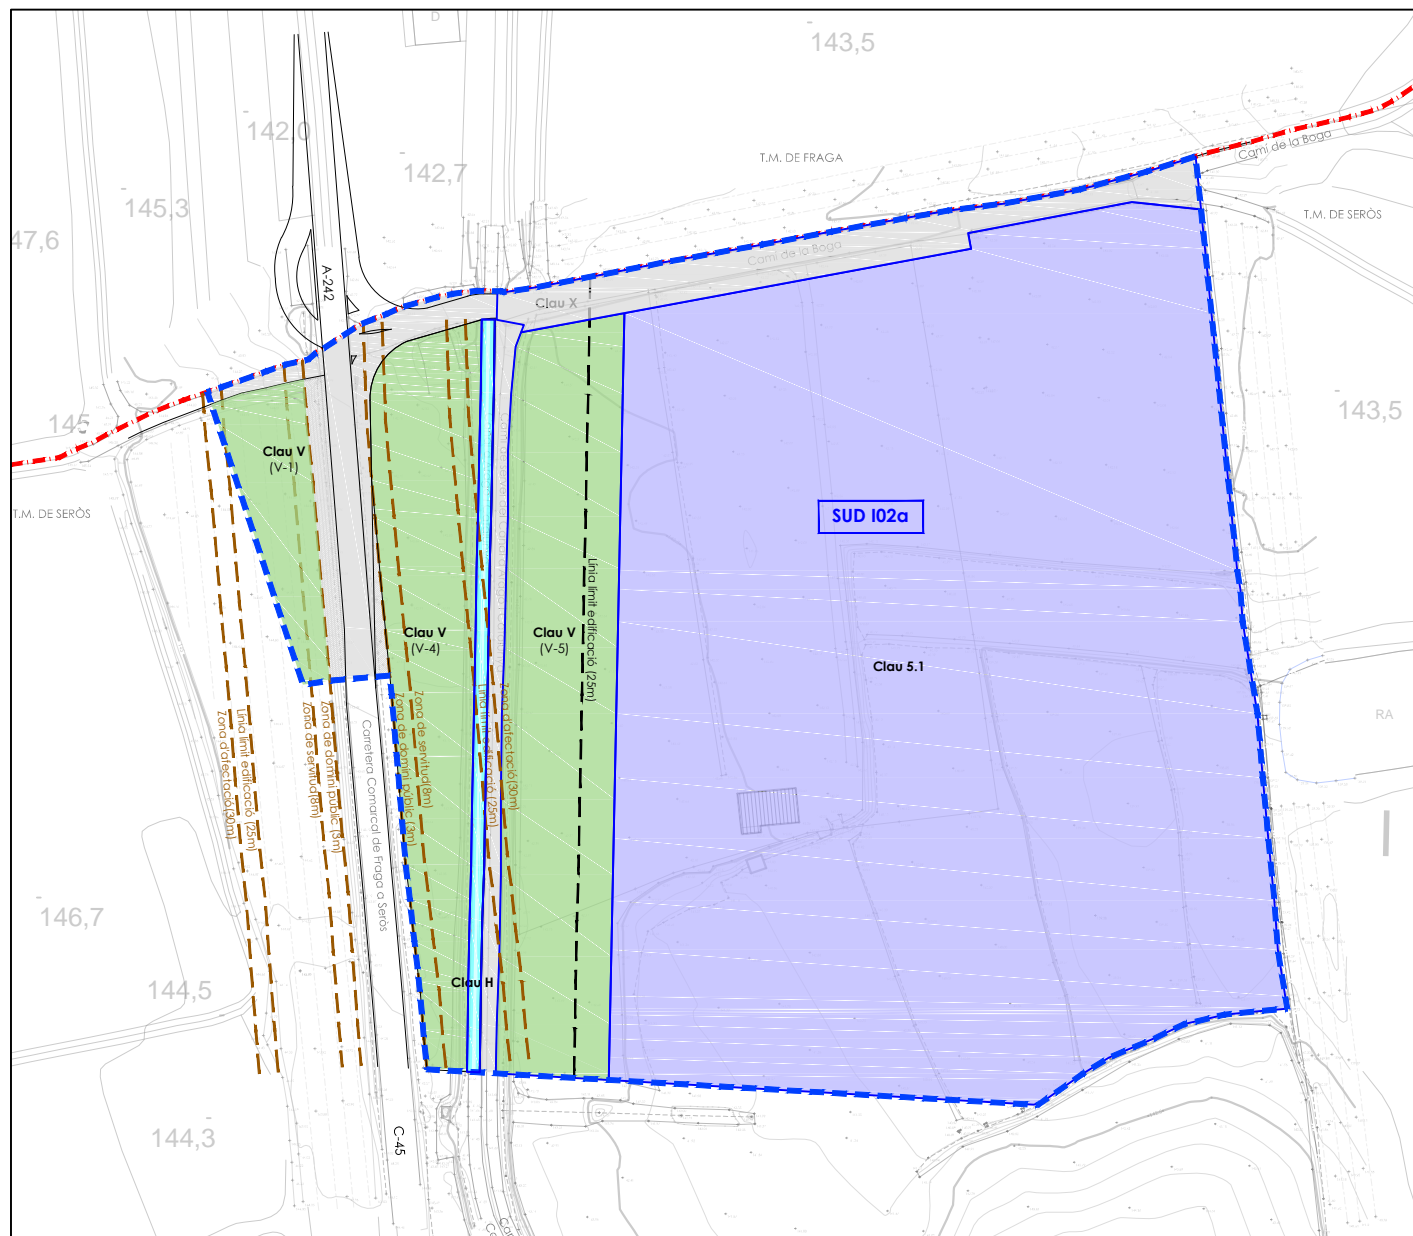 D
143,5
142,0
142,7
T.M. DE FRAGA
Camí de la Boga
T.M. DE SERÒS
145,3
47,6
Camí de la Boga
A-242
Clau X
145
143,5
Clau V
(V-1)
T.M. DE SERÒS
SUD I02a
Línia límit edificació (25m)
Clau V
(V-4)
Clau V
(V-5)
Clau 5.1
Zona d'afectació(30m)
Línia límit edificació (25m)
Zona de servitud(8m)
Zona de domini públic (3m)
Carretera Comarcal de Fraga a Seròs
Zona de domini públic (3m)
Zona de servitud(8m)
Línia límit edificació (25m)
Zona d'afectació(30m)
RA
146,7
144,5
Clau H
144,3
C-45